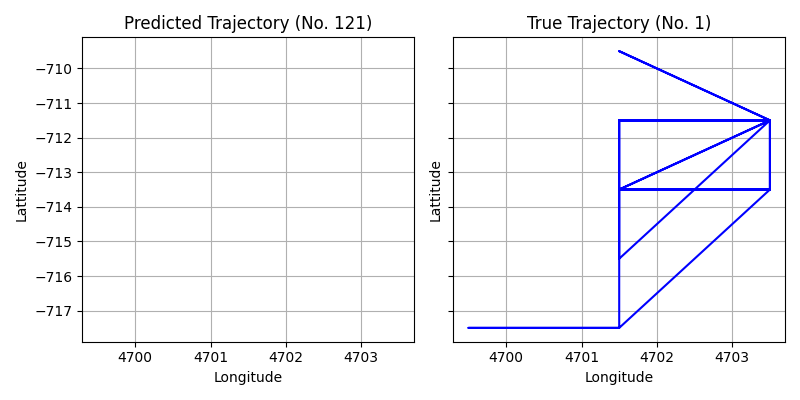 Predicted Trajectory (No. 121)
True Trajectory (No. 1)
Lattitude
−710
−711
−712
−713
−714
−715
−716
−717
4700 4701 4702 4703
Longitude
Lattitude
4700 4701 4702 4703
Longitude